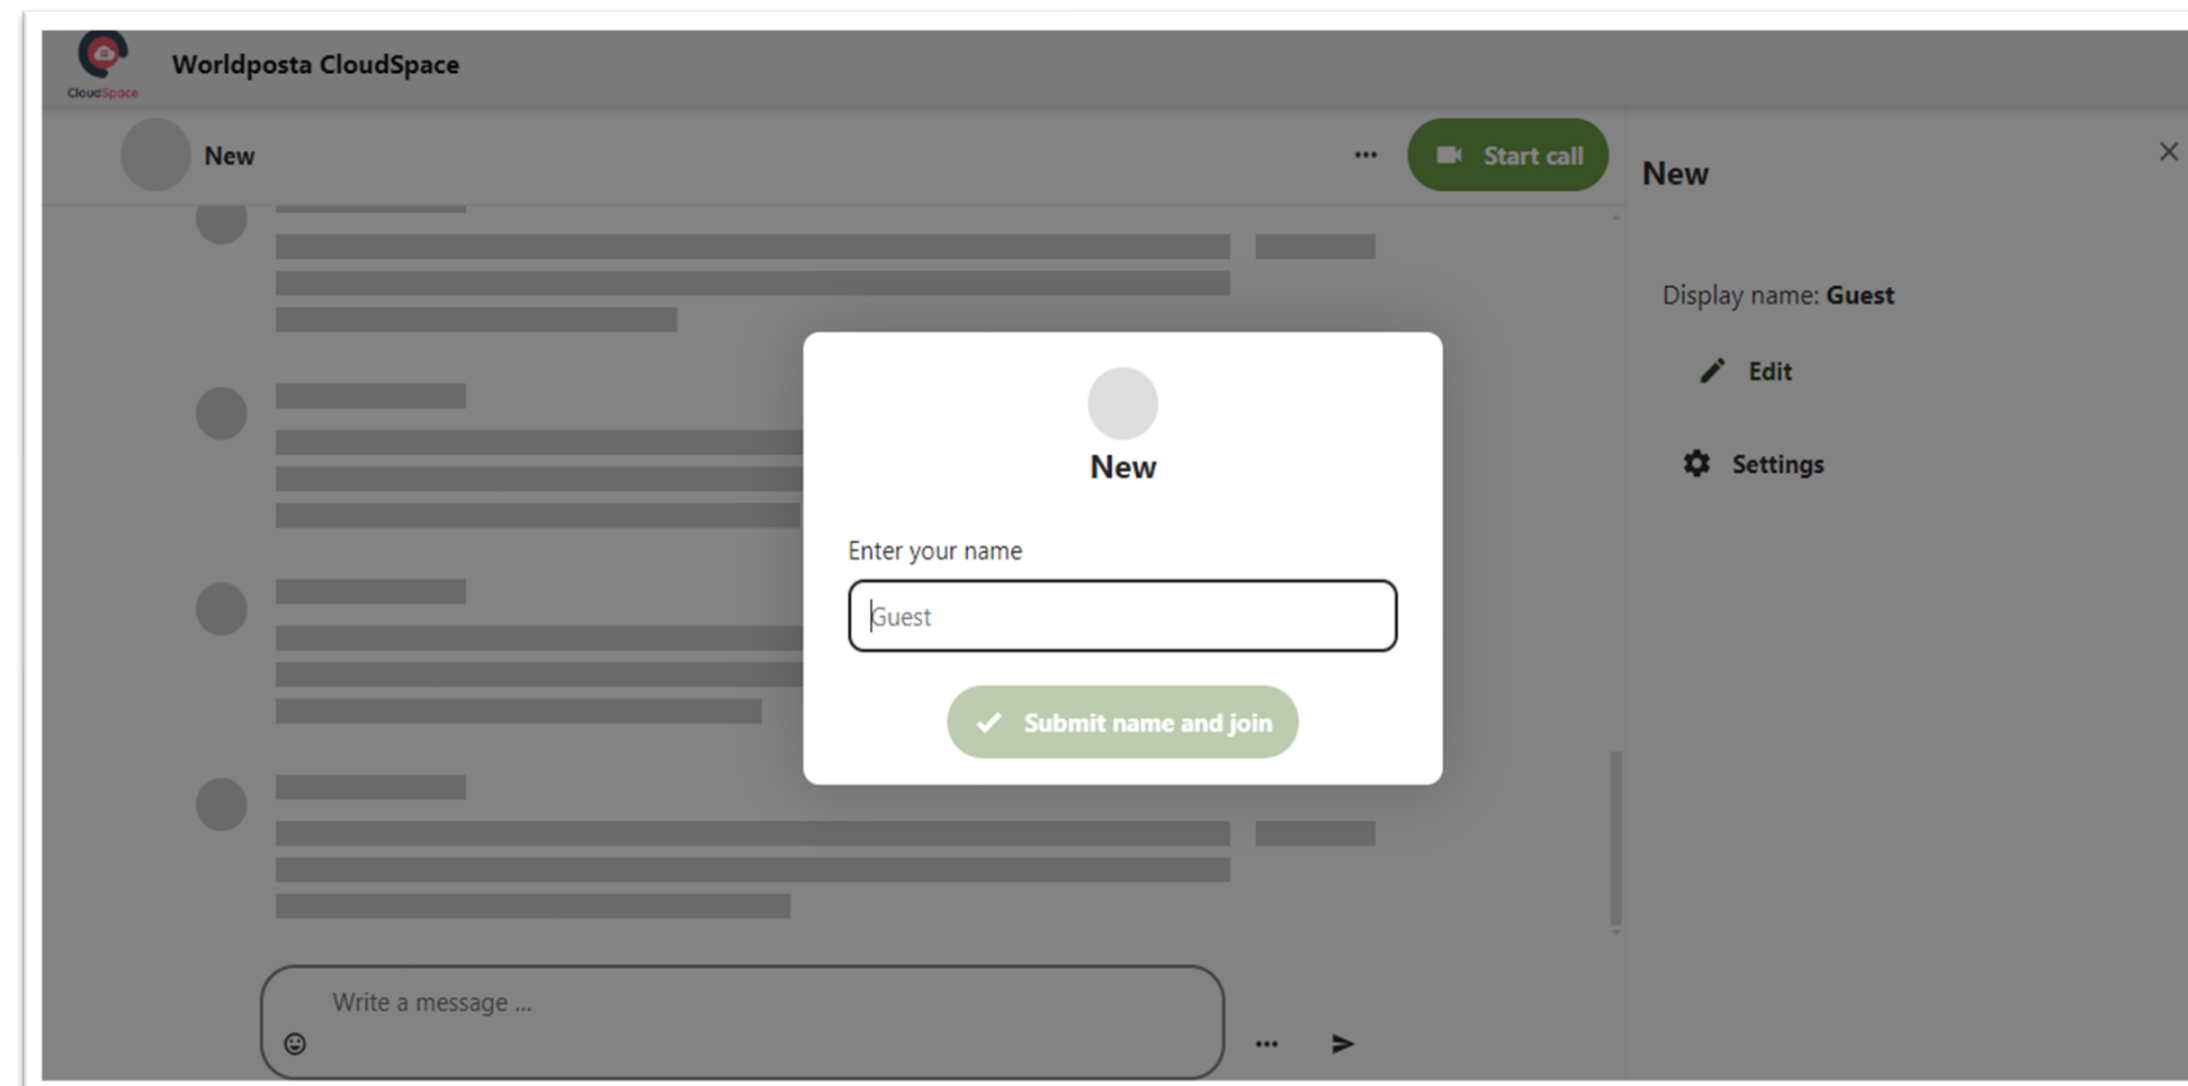 CloudSpace
Worldposta CloudSpace
New
Start call
New
Display name: Guest
Edit
Settings
New
Enter your name
Guest
Submit name and join
Write a message ...